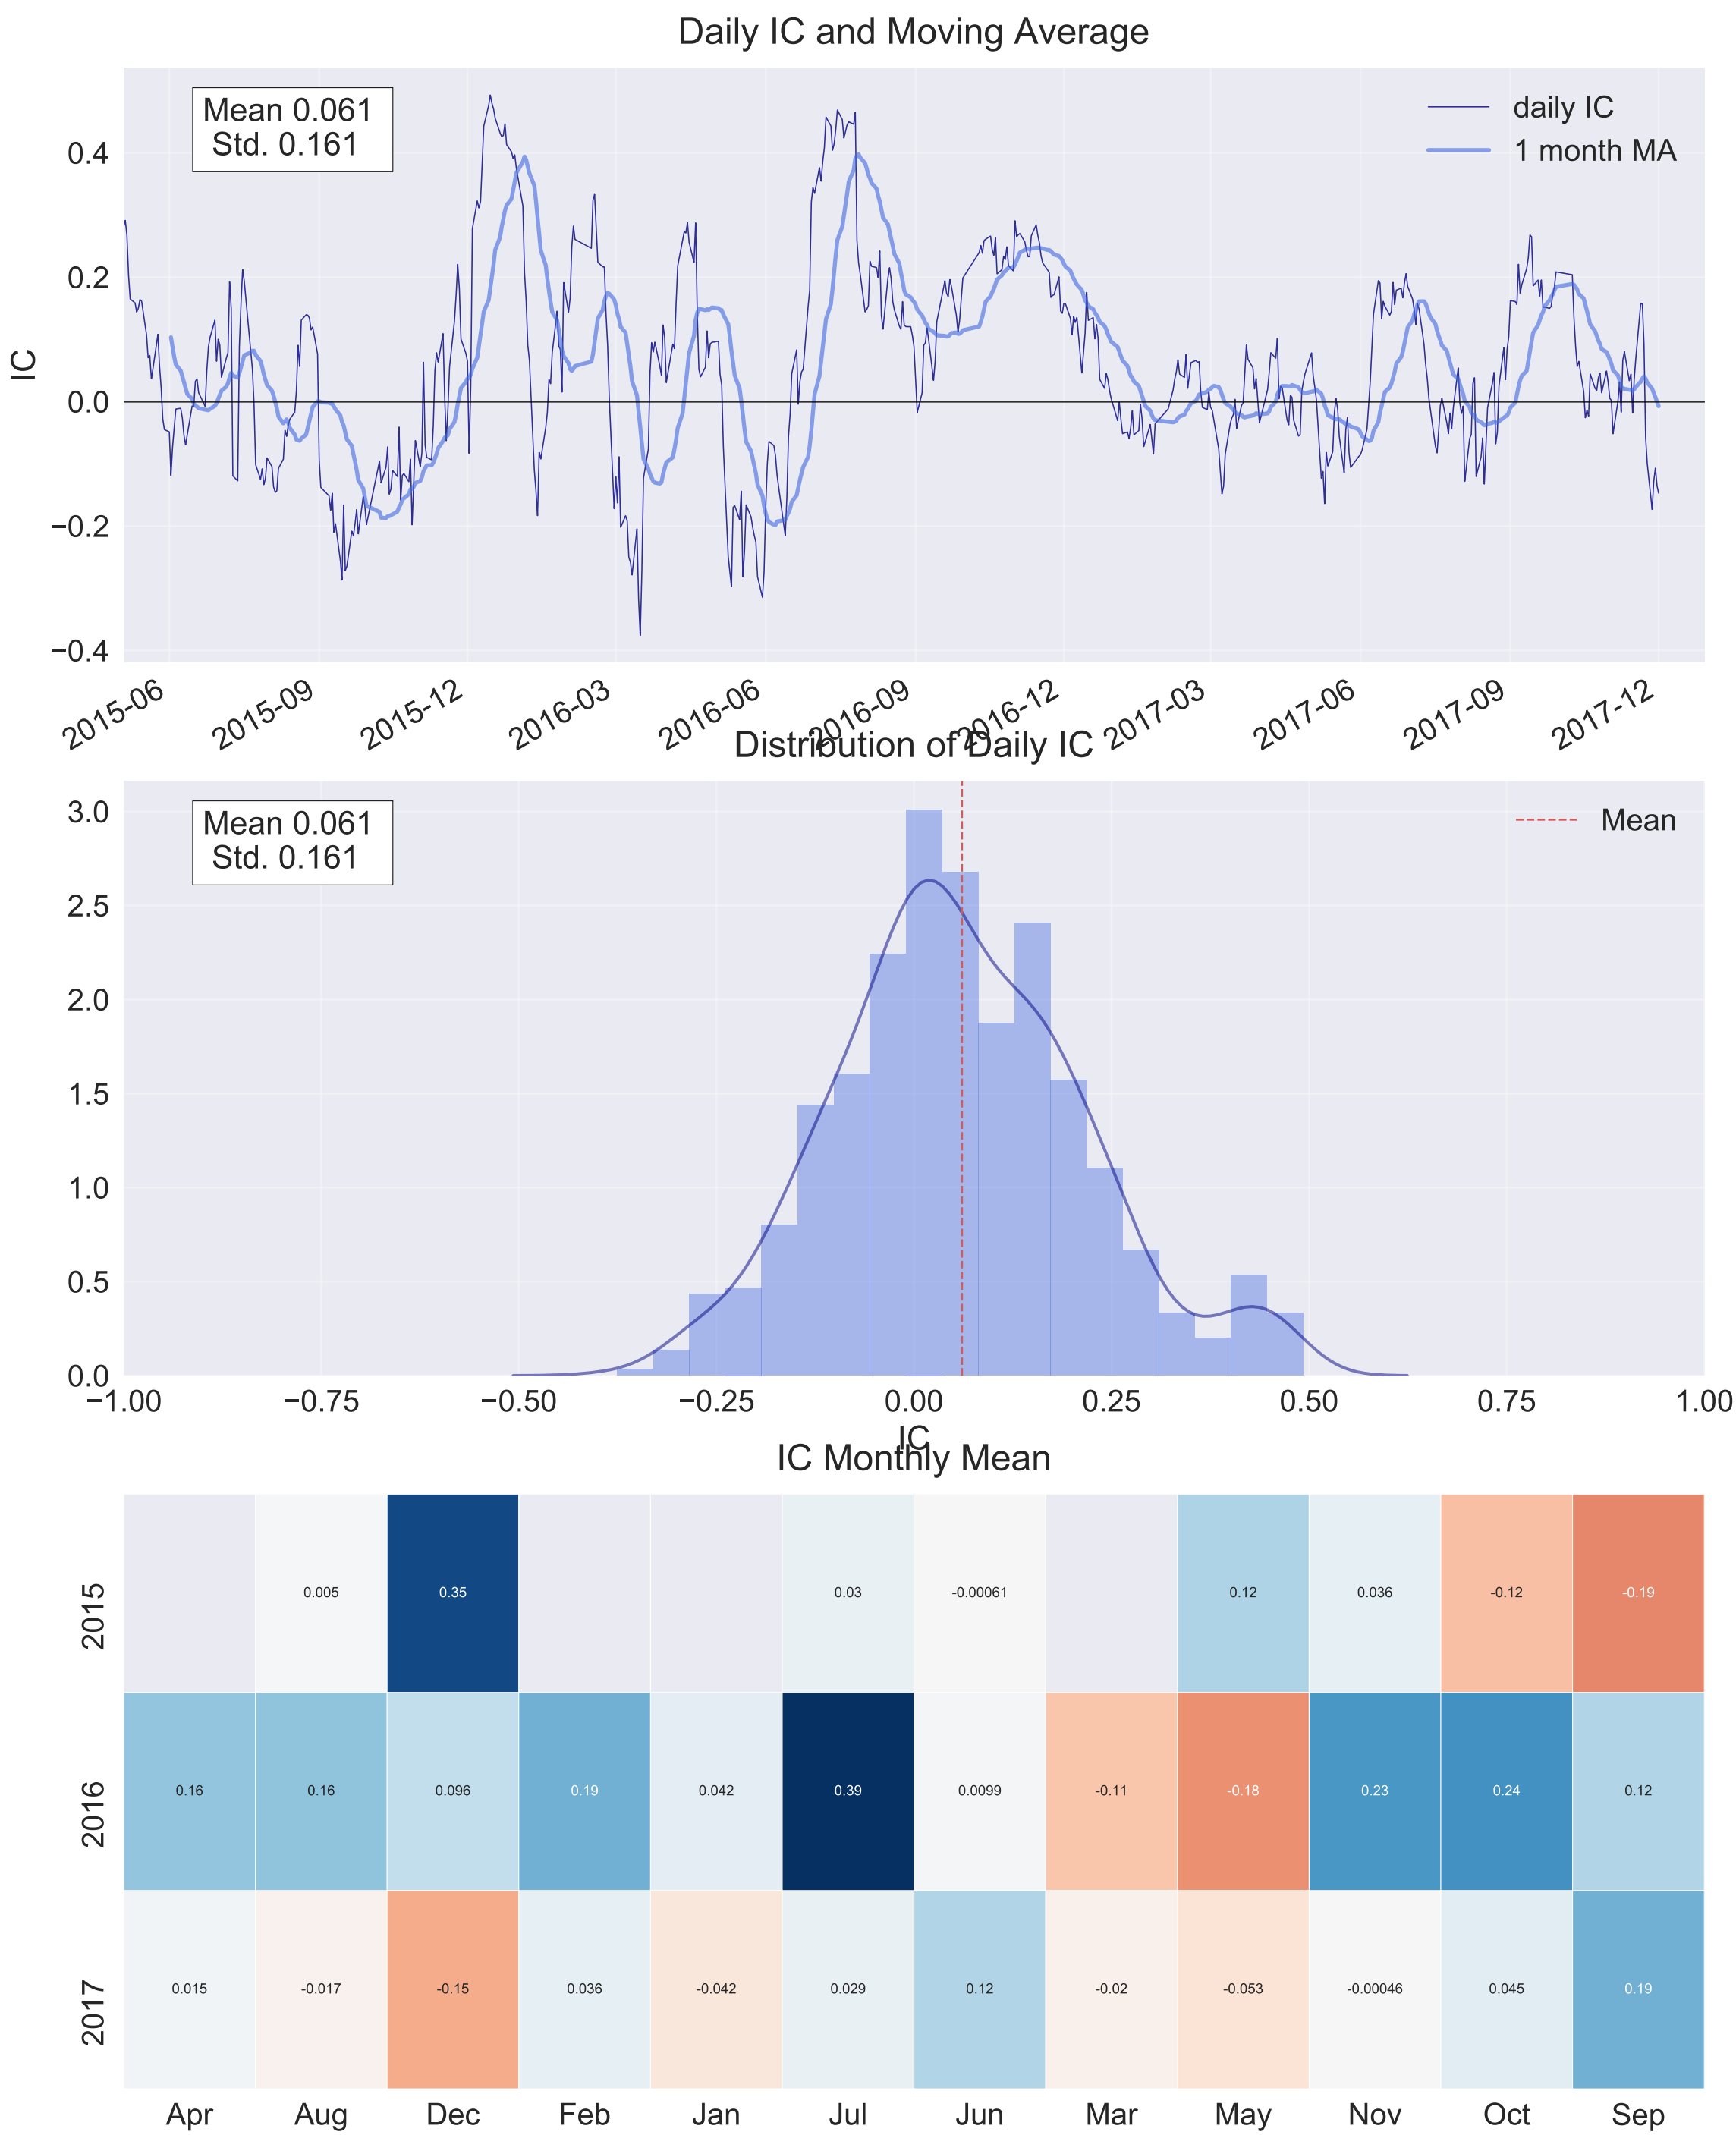 Daily IC and Moving Average
Mean 0.061
Std. 0.161
daily IC
1 month MA
IC
0.4
0.2
0.0
−0.2
−0.4
2015-06 2015-09 2015-12 2016-03 2016-06 2016-09 2016-12 2017-03 2017-06 2017-09 2017-12
Distribution of Daily IC
Mean 0.061
Std. 0.161
Mean
3.0
2.5
2.0
1.5
1.0
0.5
0.0
−1.00 −0.75 −0.50 −0.25 0.00 0.25 0.50 0.75 1.00
IC
IC Monthly Mean
2015 0.005 0.35 0.03 -0.00061 0.12 0.036 -0.12 -0.19
2016 0.16 0.16 0.096 0.19 0.042 0.39 0.0099 -0.11 -0.18 0.23 0.24 0.12
2017 0.015 -0.017 -0.15 0.036 -0.042 0.029 0.12 -0.02 -0.053 -0.00046 0.045 0.19
Apr Aug Dec Feb Jan Jul Jun Mar May Nov Oct Sep